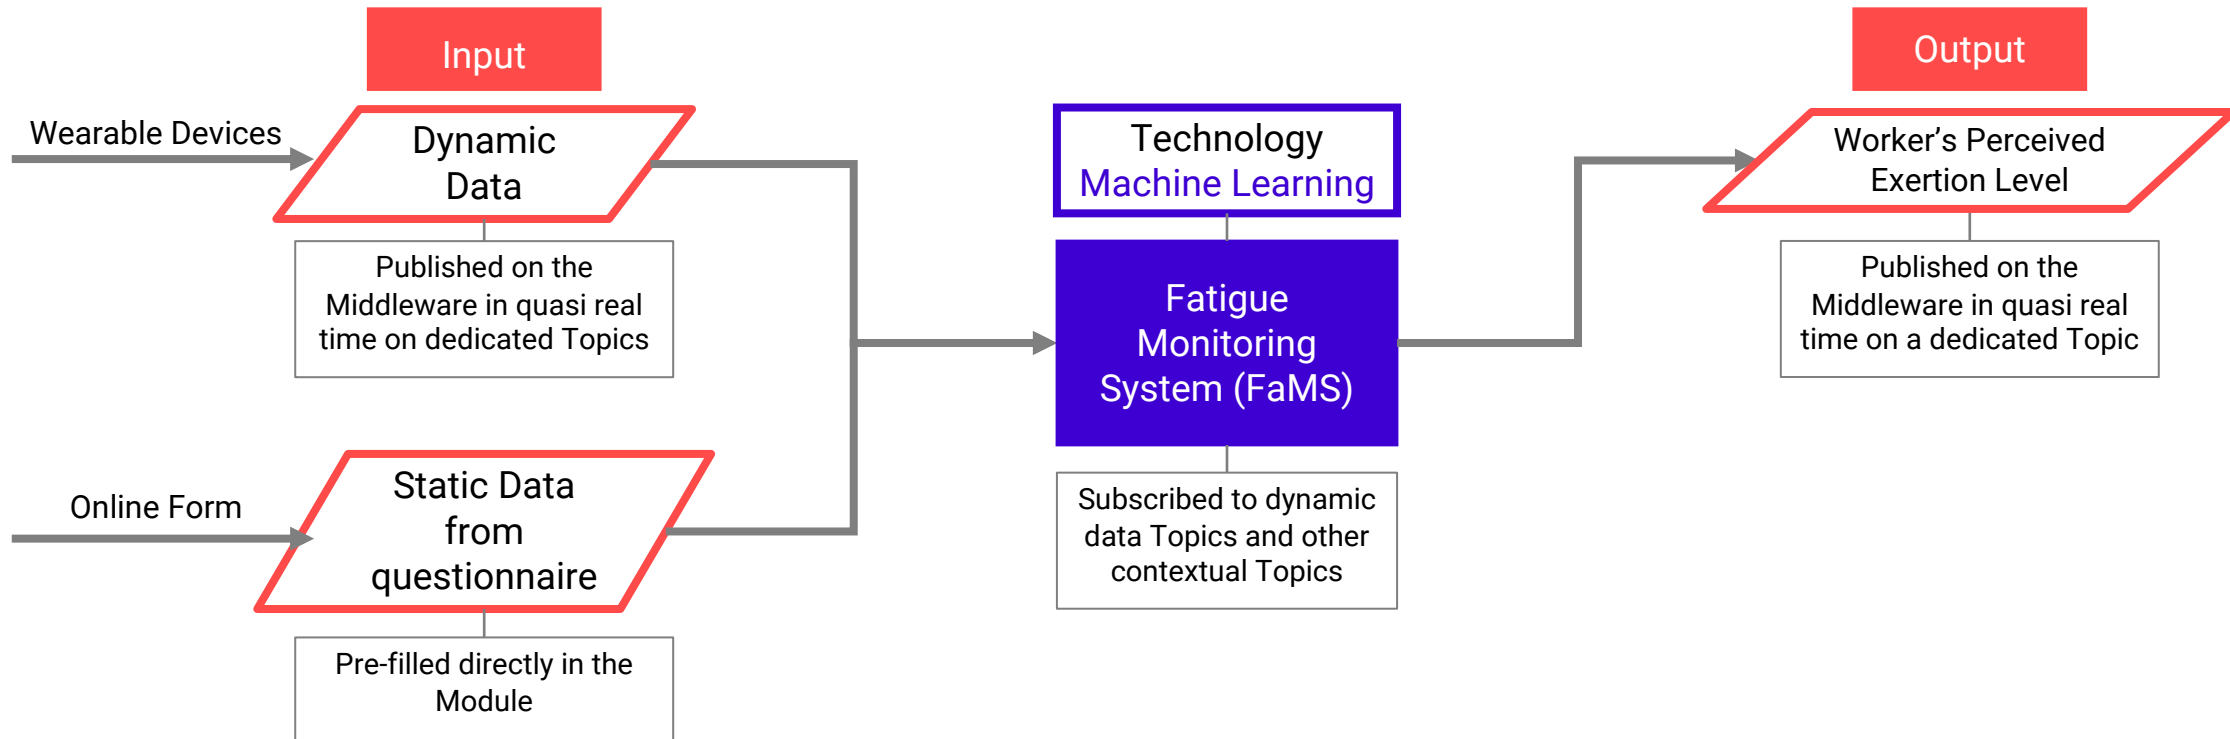 Input
Output
Wearable Devices
Dynamic
Data
Published on the
Middleware in quasi real
time on dedicated Topics
Online Form
Static Data
from
questionnaire
Pre-filled directly in the
Module
Technology
Machine Learning
Fatigue
Monitoring
System (FaMS)
Subscribed to dynamic
data Topics and other
contextual Topics
Worker’s Perceived
Exertion Level
Published on the
Middleware in quasi real
time on a dedicated Topic